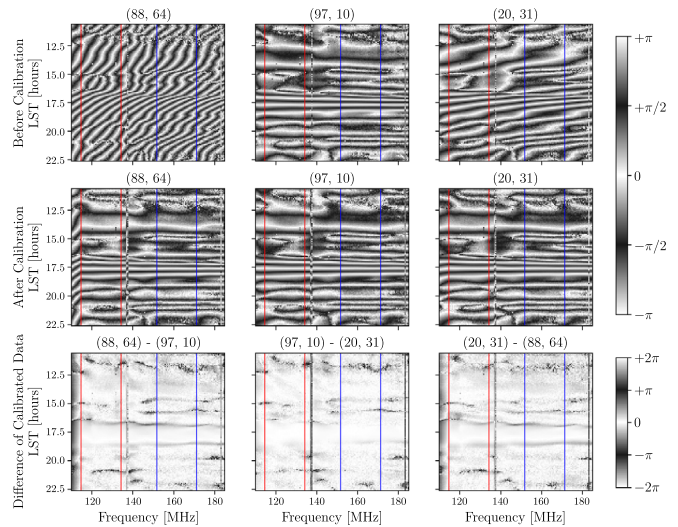 (88, 64) (97, 10) (20, 31)
Before Calibration
LST [hours]
12.5
15.0
17.5
20.0
22.5
+π
+π/2
0
−π/2
−π
(88, 64) (97, 10) (20, 31)
After Calibration
LST [hours]
12.5
15.0
17.5
20.0
22.5
(88, 64) - (97, 10) (97, 10) - (20, 31) (20, 31) - (88, 64)
Difference of Calibrated Data
LST [hours]
12.5
15.0
17.5
20.0
22.5
+2π
+π
0
−π
−2π
120 140 160 180 120 140 160 180 120 140 160 180
Frequency [MHz] Frequency [MHz] Frequency [MHz]